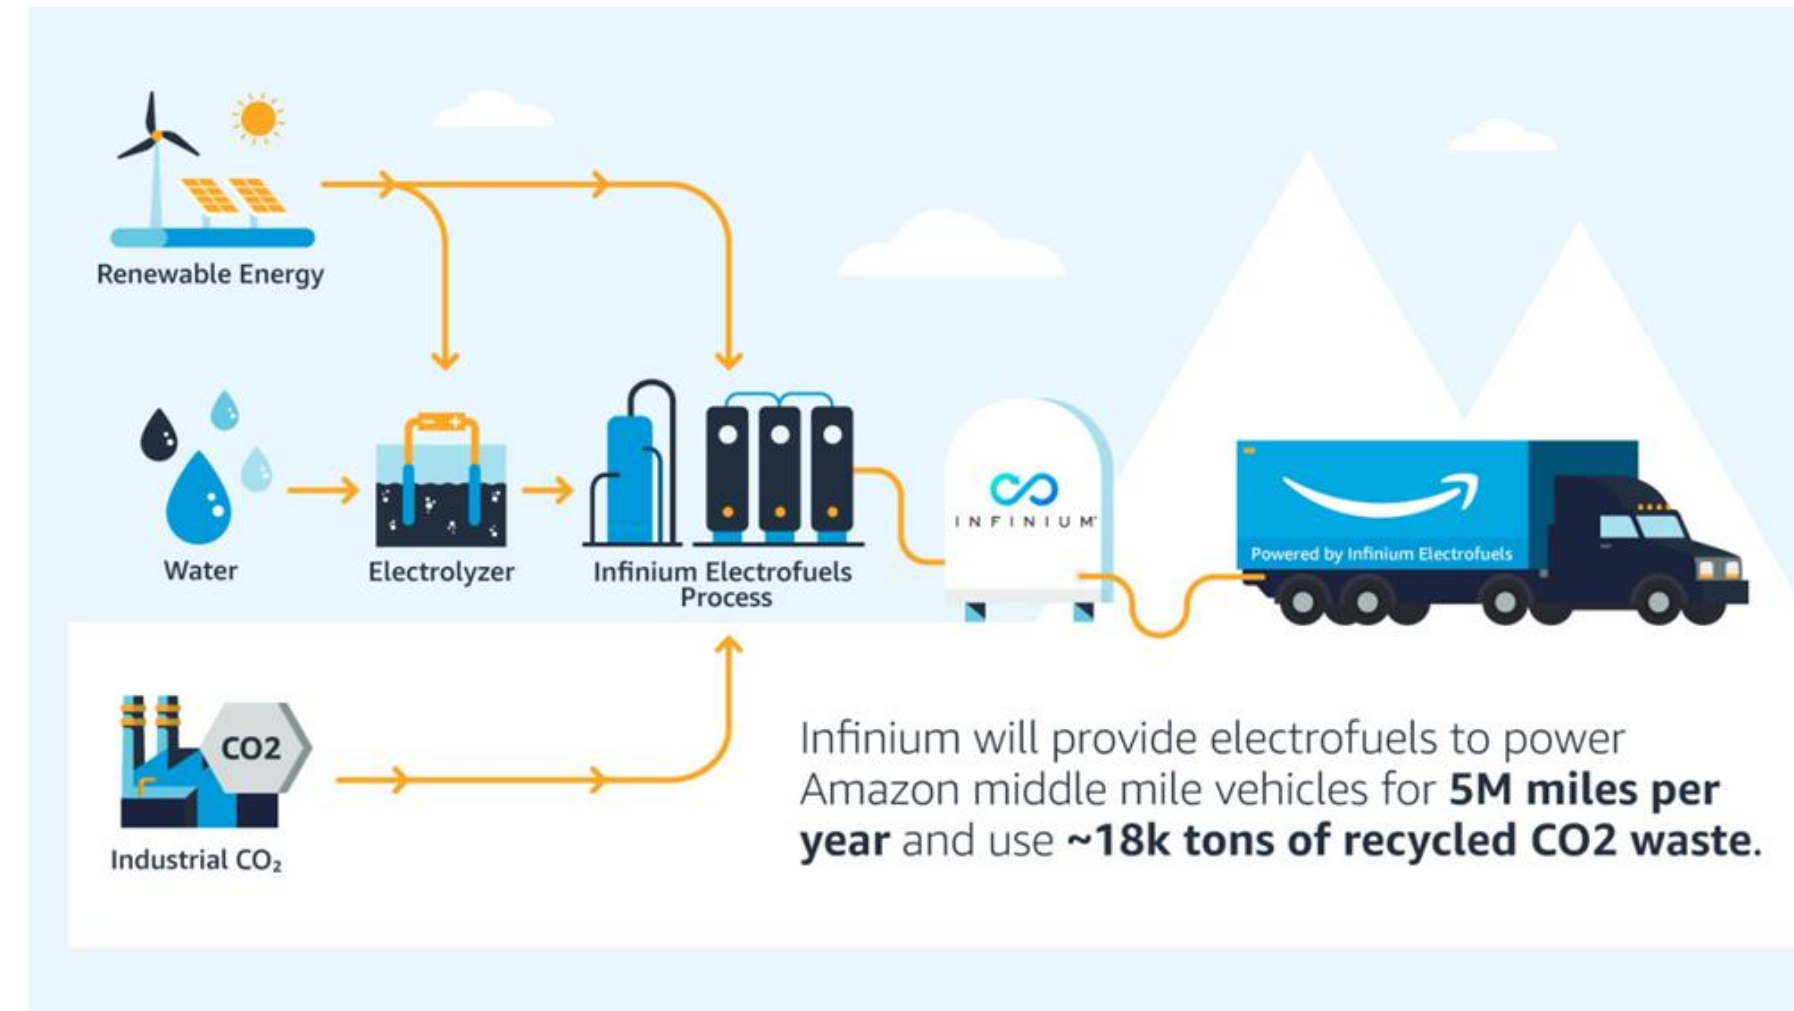 Renewable Energy
Water
Electrolyzer
Infinium Electrofuels
Process
INFINIUM
Powered by Infinium Electrofuels
CO2
Industrial CO₂
Infinium will provide electrofuels to power
Amazon middle mile vehicles for 5M miles per
year and use ~18k tons of recycled CO2 waste.